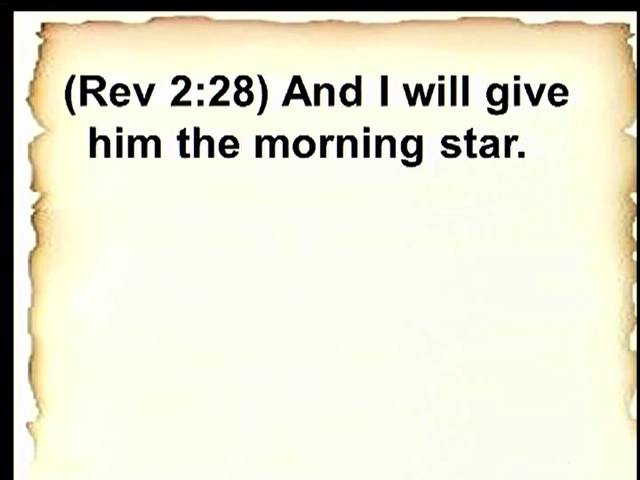 (Rev 2:28) And I will give
him the morning star.